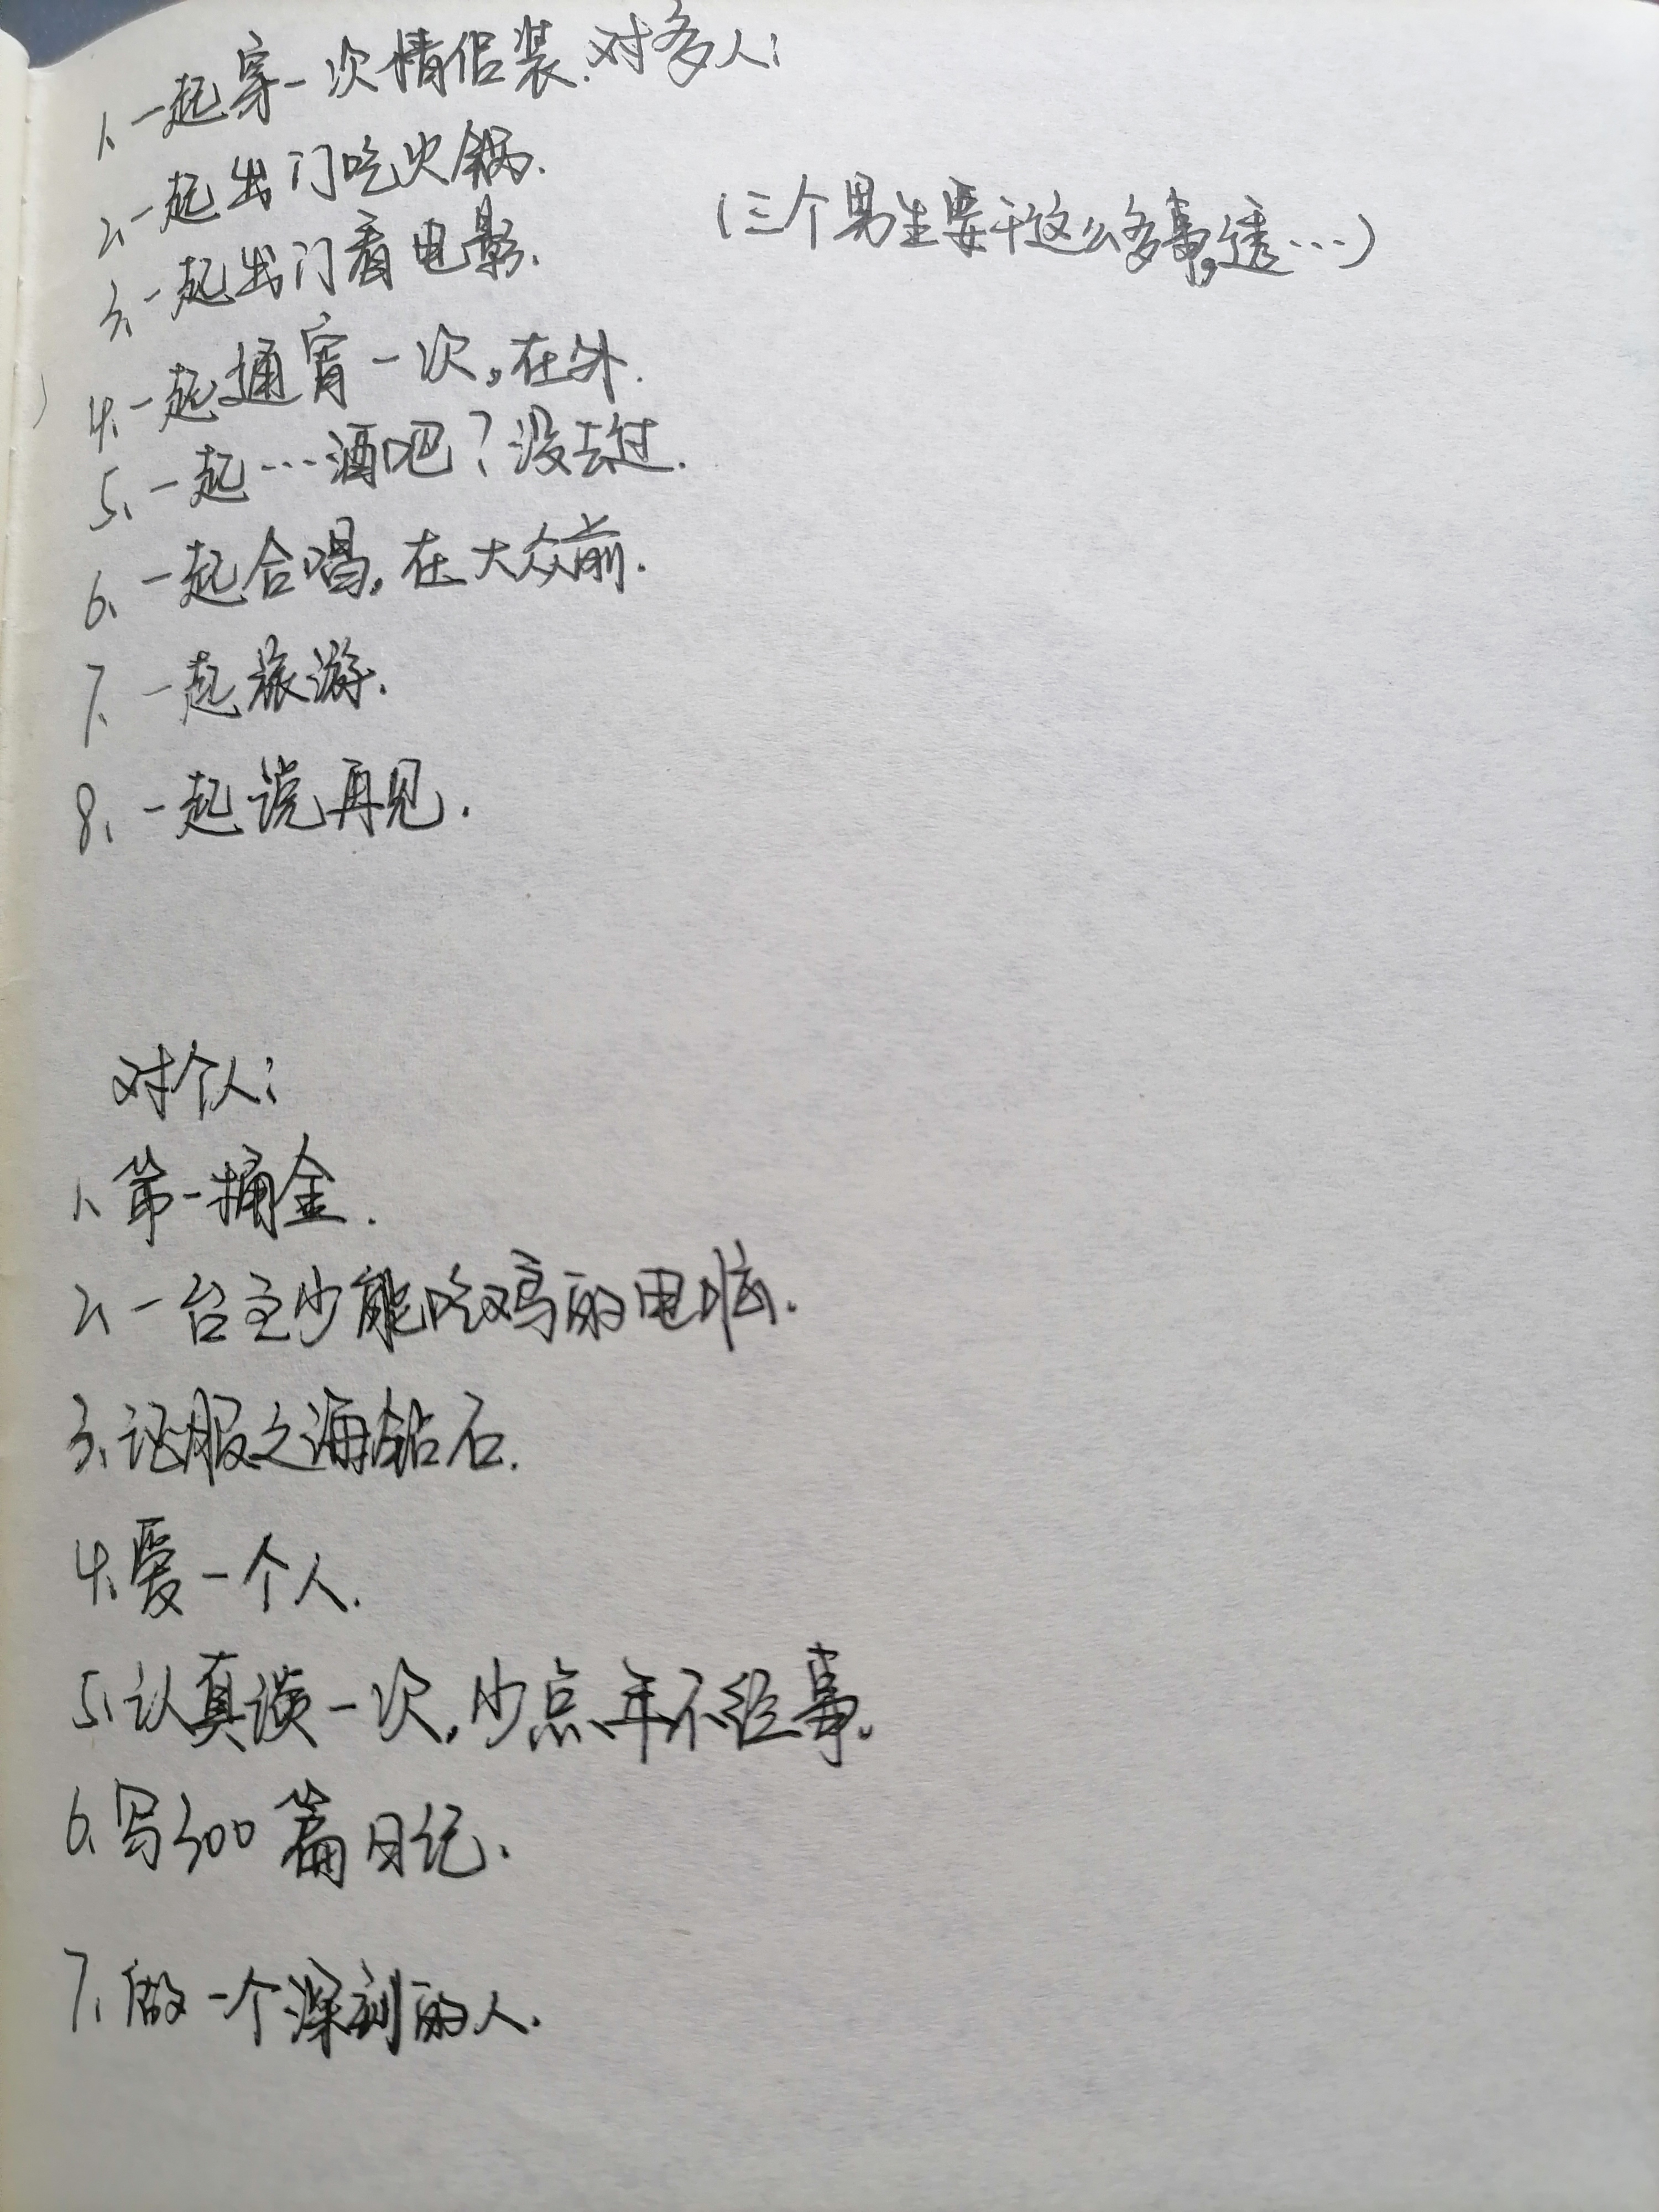 1、一起穿一次情侣装.对多人：
2、一起出门吃火锅.
(三个男生要干这么多事,透…)
3、一起出门看电影.
4、一起通宵一次,在外.
5、一起…酒吧?没去过.
6、一起合唱,在大众前.
7、一起旅游.
8、一起说再见.
对个人：
1、第一桶金.
2、一台至少能吃鸡的电脑.
3、征服之海钻石.
4、爱一个人.
5、认真谈一次,少点年不经事.
6、写300篇日记.
7、做一个深刻的人.